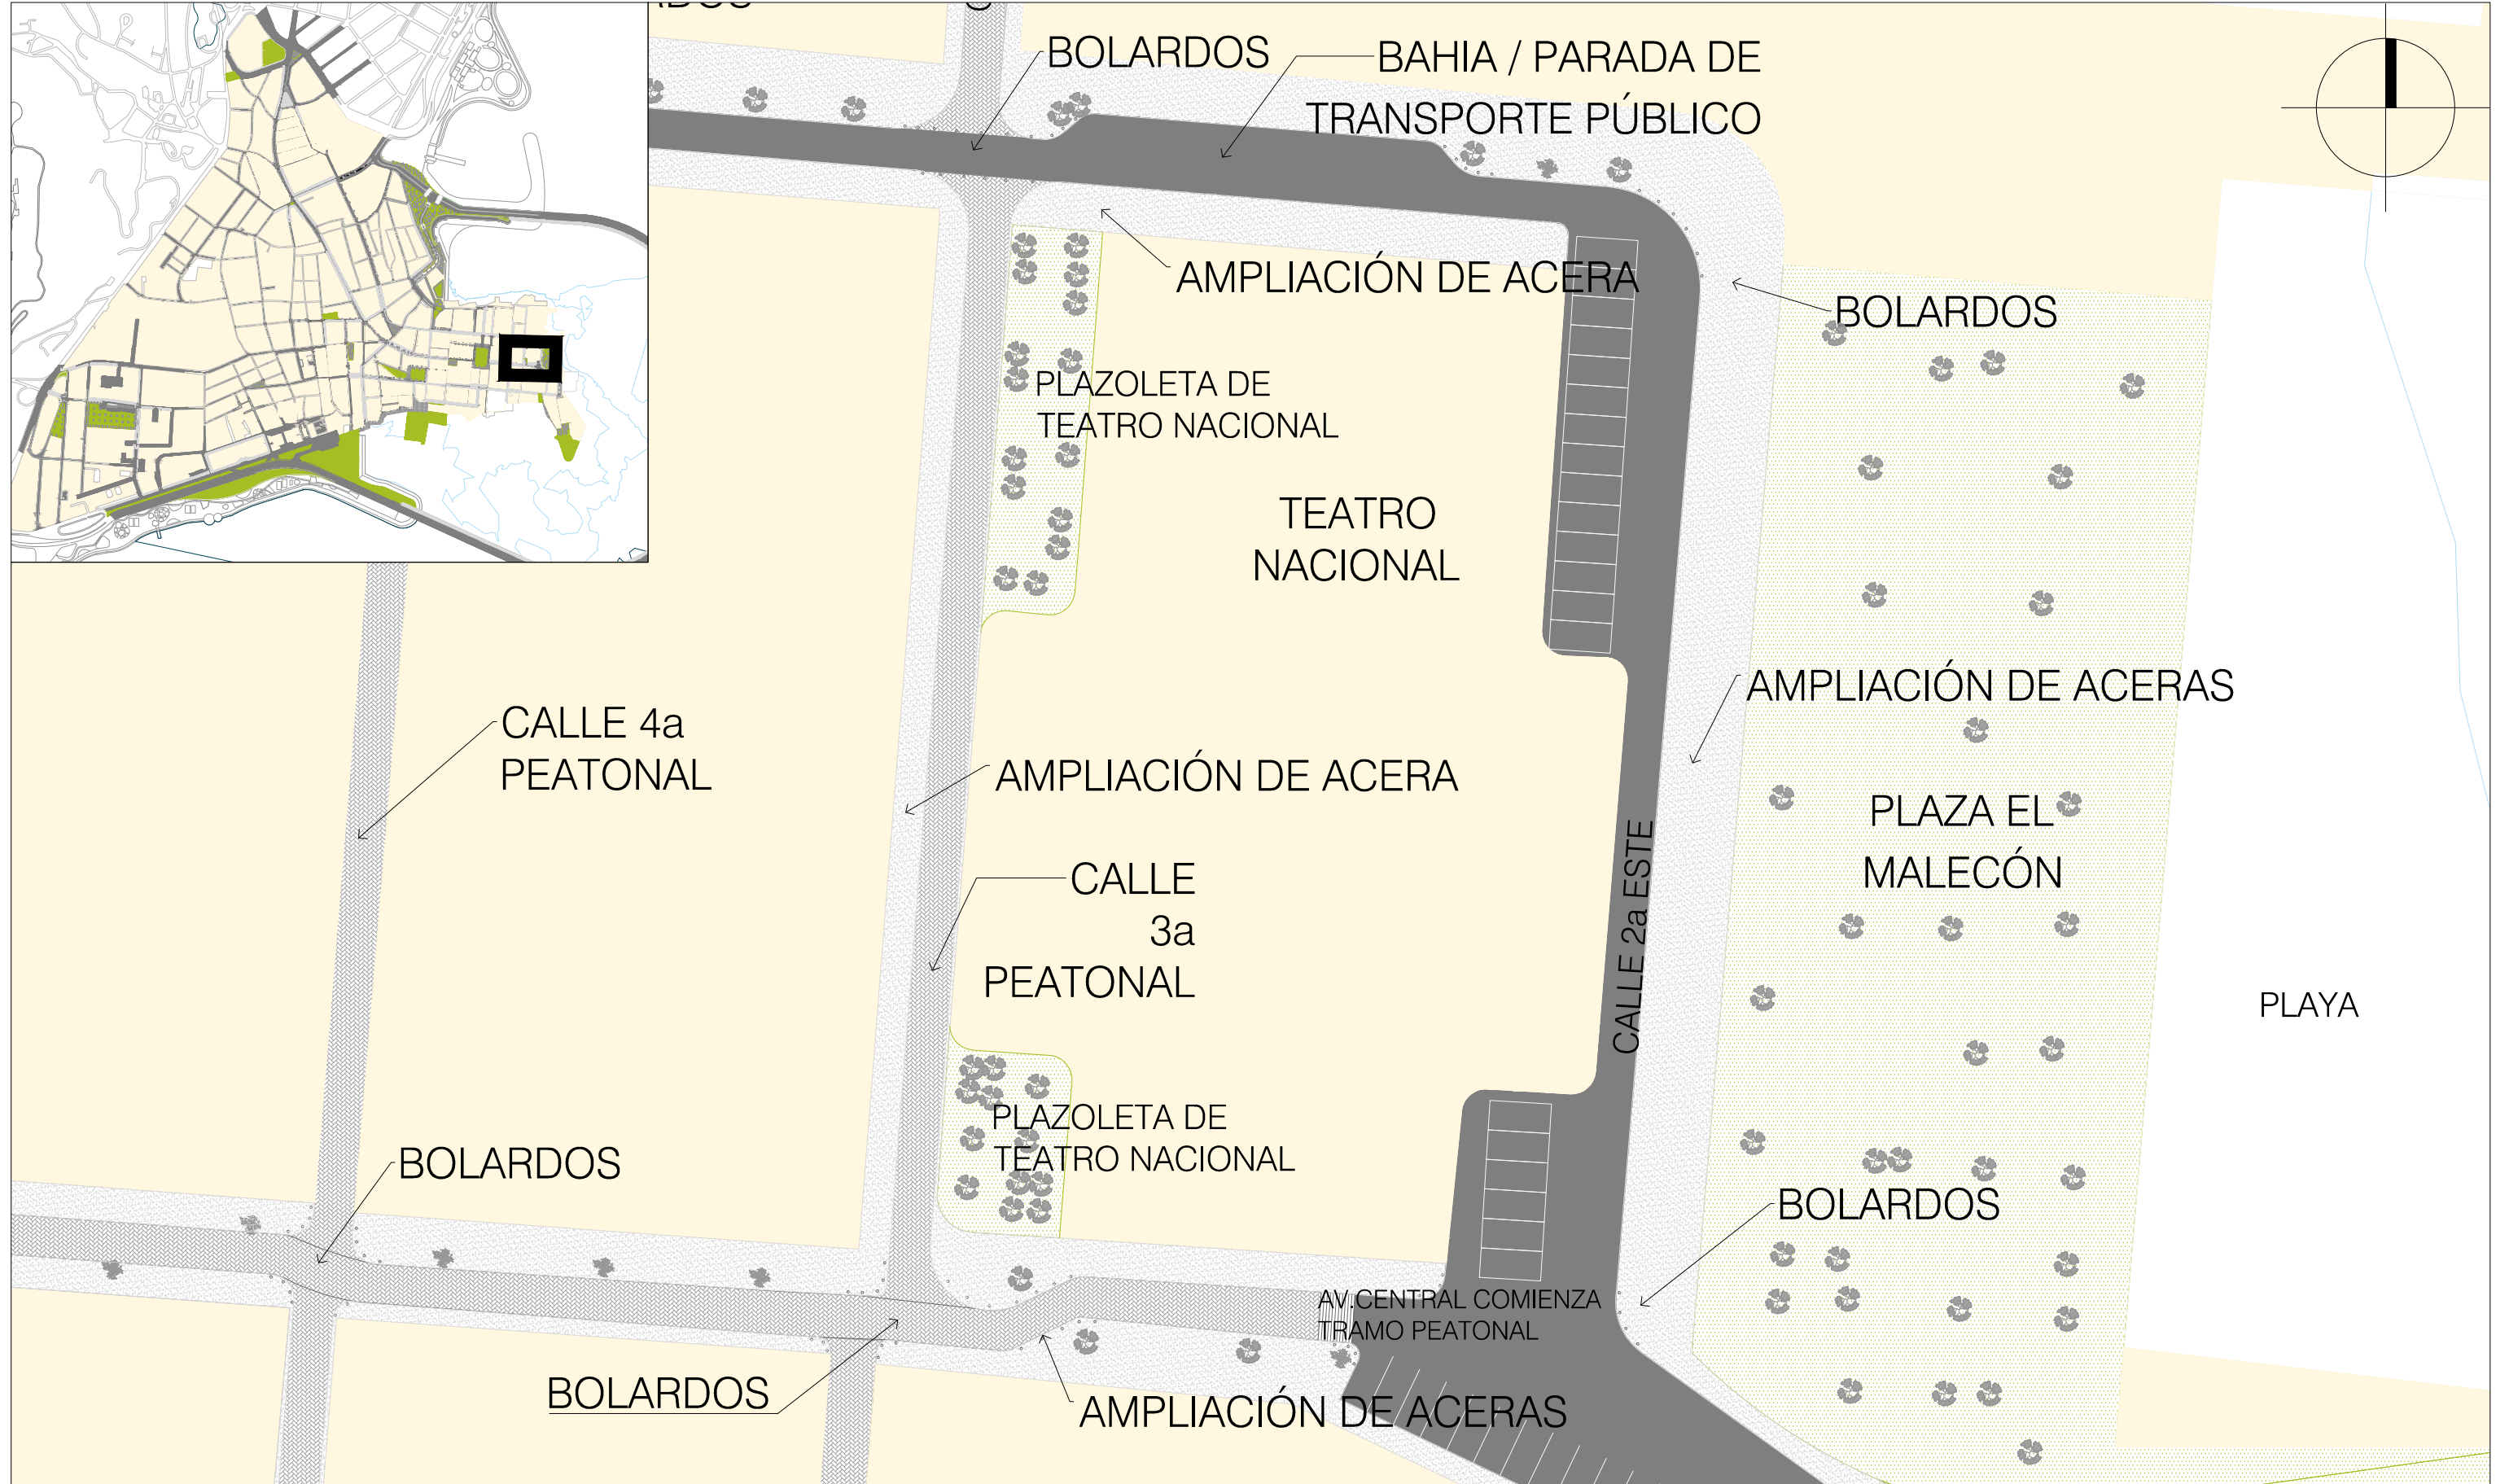 BOLARDOS
BAHIA / PARADA DE
TRANSPORTE PÚBLICO
AMPLIACIÓN DE ACERA
BOLARDOS
PLAZOLETA DE
TEATRO NACIONAL
TEATRO
NACIONAL
AMPLIACIÓN DE ACERAS
CALLE 4a
PEATONAL
AMPLIACIÓN DE ACERA
PLAZA EL
MALECÓN
CALLE
3a
PEATONAL
CALLE 2a ESTE
PLAYA
PLAZOLETA DE
TEATRO NACIONAL
BOLARDOS
BOLARDOS
AV.CENTRAL COMIENZA
TRAMO PEATONAL
BOLARDOS
AMPLIACIÓN DE ACERAS